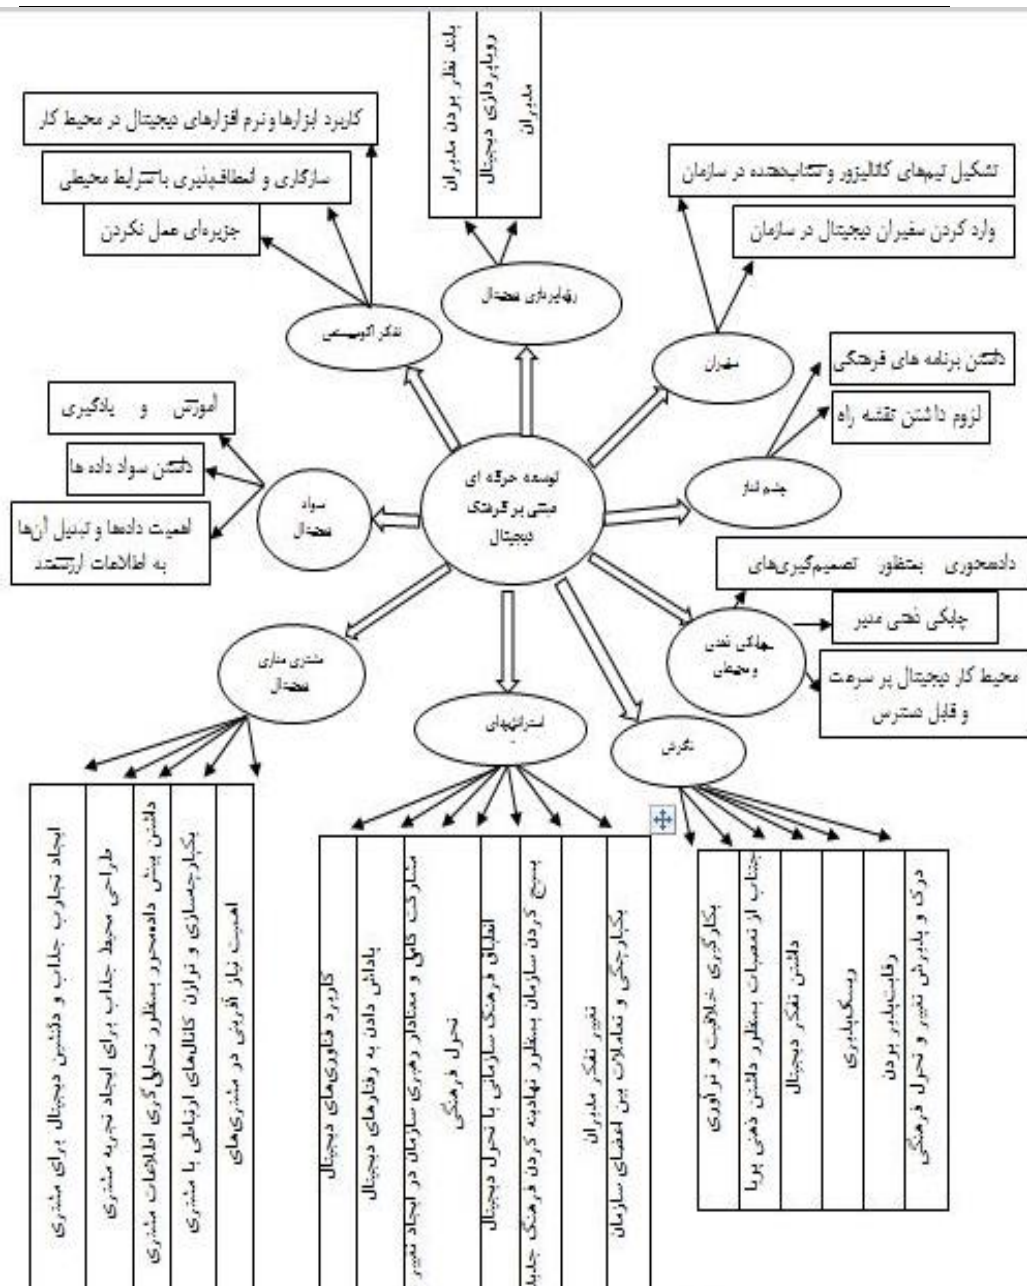 بلند نظر بودن مدیران
رویاپردازی دیجیتال
مدیران
کاربرد ابزارها و نرم افزارهای دیجیتال در محیط کار
سازگاری و انعطاف‌پذیری با شرایط محیطی
جزیره‌ای عمل نکردن
تشکیل تیم‌های کاتالیزور و شتاب‌دهنده در سازمان
وارد کردن سفیران دیجیتال در سازمان
رویاپردازی دیجیتال
تفکر اکوسیستمی
سفیران
داشتن برنامه های فرهنگی
لزوم داشتن نقشه راه
آموزش و یادگیری
داشتن سواد داده ها
اهمیت داده‌ها و تبدیل آن‌ها
به اطلاعات ارزشمند
سواد
دیجیتال
توسعه حرفه ای
مبتنی بر فرهنگ
دیجیتال
چشم انداز
داده‌محوری بمنظور تصمیم‌گیری‌های
چابکی ذهنی مدیر
محیط کار دیجیتال پر سرعت
و قابل دسترس
چابکی ذهنی
و محیطی
مشتری مداری
دیجیتال
استراتژیهای
نگرش
ایجاد تجارب جذاب و دلنشین دیجیتال برای مشتری
طراحی محیط جذاب برای ایجاد تجربه مشتری
داشتن بینش داده‌محور بمنظور تحلیل‌گری اطلاعات مشتری
یکپارچه‌سازی و توازن کانال‌های ارتباطی با مشتری
اهمیت نیاز آفرینی در مشتری‌های
کاربرد فناوری‌های دیجیتال
پاداش دادن به رفتارهای دیجیتال
مشارکت کامل و معنادار رهبری سازمان در ایجاد تغییر
تحول فرهنگی
انطباق فرهنگ سازمانی با تحول دیجیتال
بسیج کردن سازمان بمنظور نهادینه کردن فرهنگ جدید
تغییر تفکر مدیران
یکپارچگی و تعاملات بین اعضای سازمان
بکارگیری خلاقیت و نوآوری
اجتناب از تعصبات بمنظور داشتن ذهنی پویا
داشتن تفکر دیجیتال
ریسک‌پذیری
رقابت‌پذیر بودن
درک و پذیرش تغییر و تحول فرهنگی